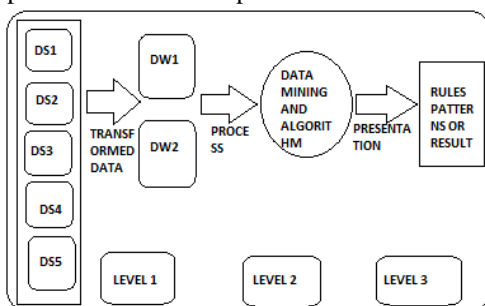 DS1
DS2
DS3
DS4
DS5
TRANSF
ORMED
DATA
DW1
DW2
PROCE
SS
DATA
MINING
AND
ALGORIT
HM
PRESENTA
TION
RULES
PATTER
NS OR
RESULT
LEVEL 1
LEVEL 2
LEVEL 3